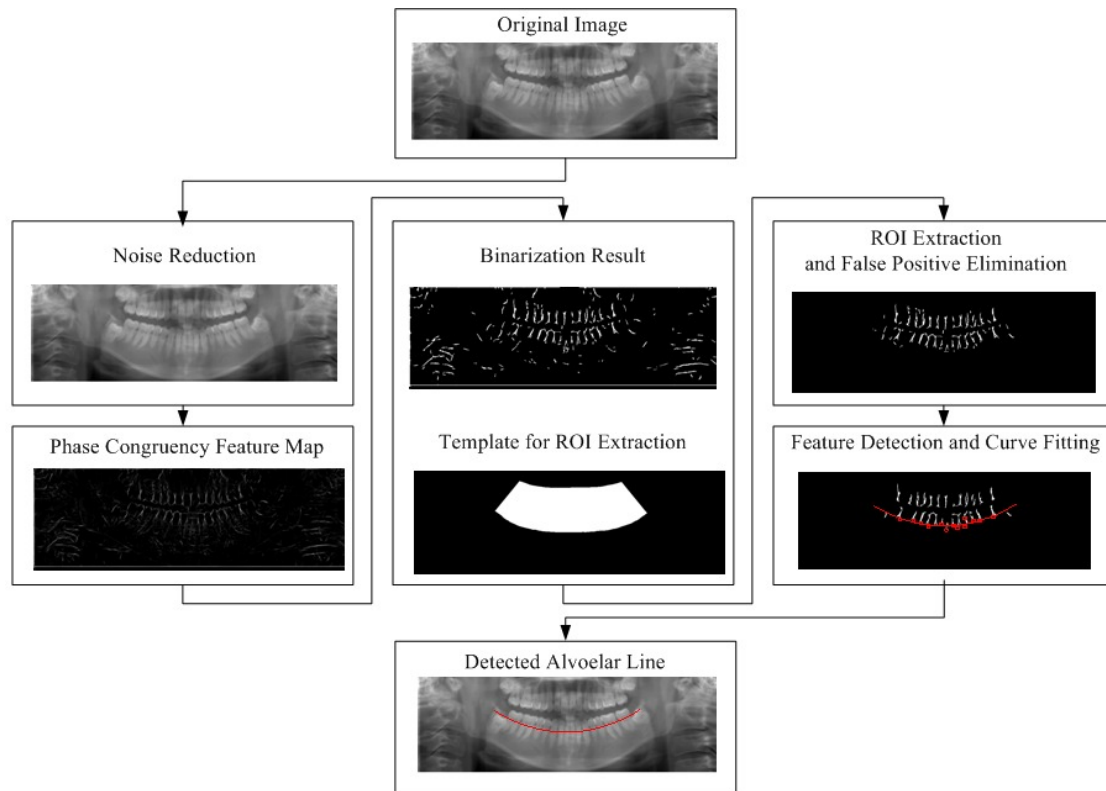 Original Image
Noise Reduction
Phase Congruency Feature Map
Binarization Result
Template for ROI Extraction
ROI Extraction
and False Positive Elimination
Feature Detection and Curve Fitting
Detected Alvoelar Line